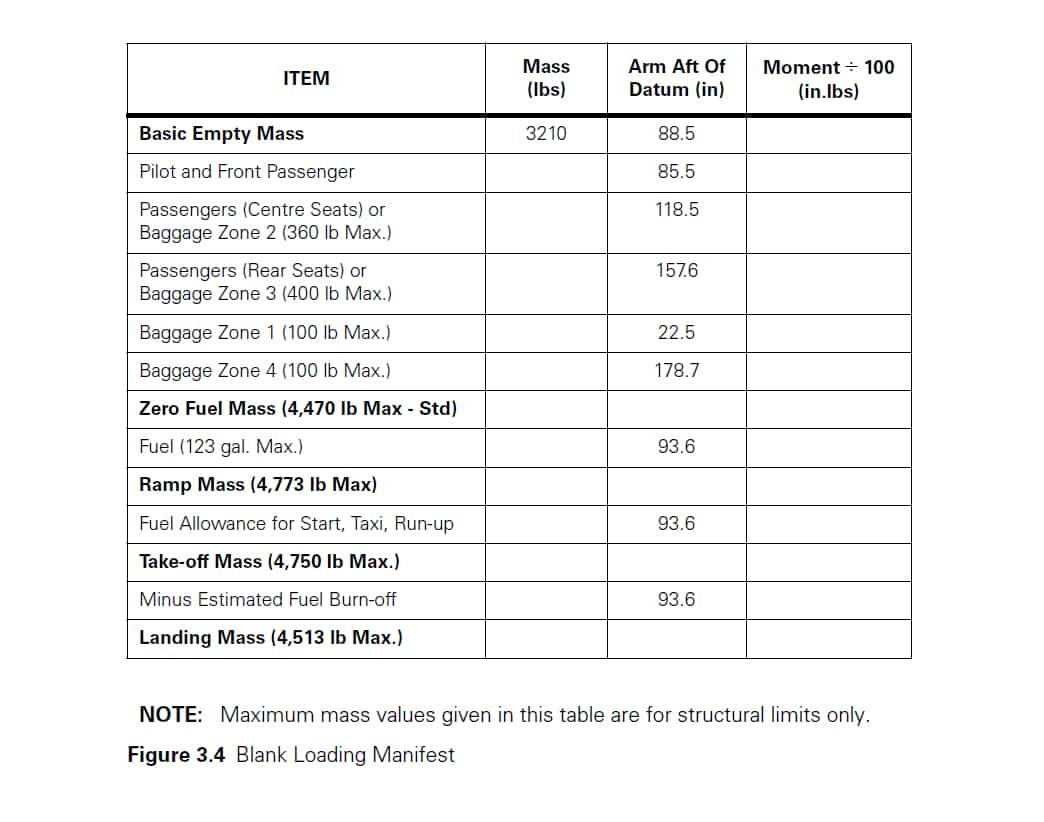 ITEM
Mass
(lbs)
Arm Aft Of
Datum (in)
Moment ÷ 100
(in.lbs)
Basic Empty Mass 3210 88.5
Pilot and Front Passenger 85.5
Passengers (Centre Seats) or 118.5
Baggage Zone 2 (360 lb Max.)
Passengers (Rear Seats) or 157.6
Baggage Zone 3 (400 lb Max.)
Baggage Zone 1 (100 lb Max.) 22.5
Baggage Zone 4 (100 lb Max.) 178.7
Zero Fuel Mass (4,470 lb Max - Std)
Fuel (123 gal. Max.) 93.6
Ramp Mass (4,773 lb Max)
Fuel Allowance for Start, Taxi, Run-up 93.6
Take-off Mass (4,750 lb Max.)
Minus Estimated Fuel Burn-off 93.6
Landing Mass (4,513 lb Max.)
NOTE: Maximum mass values given in this table are for structural limits only.
Figure 3.4 Blank Loading Manifest